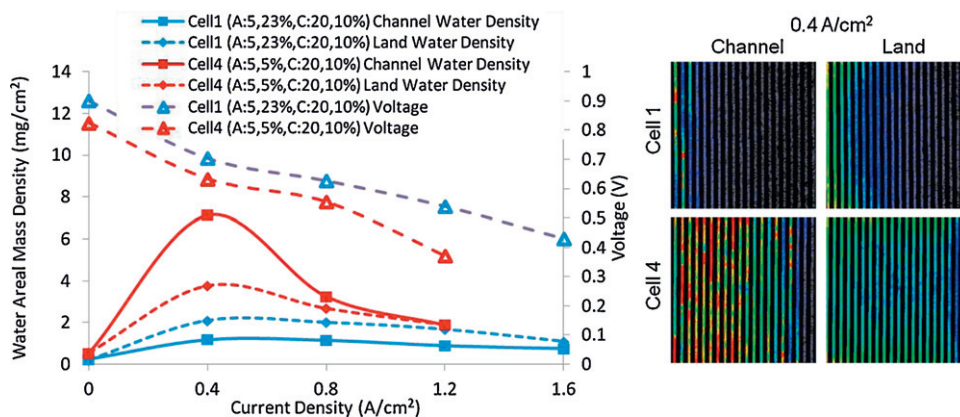 Cell1 (A:5,23%,C:20,10%) Channel Water Density
Cell1 (A:5,23%,C:20,10%) Land Water Density
Cell4 (A:5,5%,C:20,10%) Channel Water Density
Cell4 (A:5,5%,C:20,10%) Land Water Density
Cell1 (A:5,23%,C:20,10%) Voltage
Cell4 (A:5,5%,C:20,10%) Voltage
Water Areal Mass Density (mg/cm²)
14
12
10
8
6
4
2
0
0
0.4
0.8
1.2
1.6
Current Density (A/cm²)
1
0.9
0.8
0.7
0.6
0.5
0.4
0.3
0.2
0.1
0
Voltage (V)
0.4 A/cm²
Channel
Land
Cell 1
Cell 4